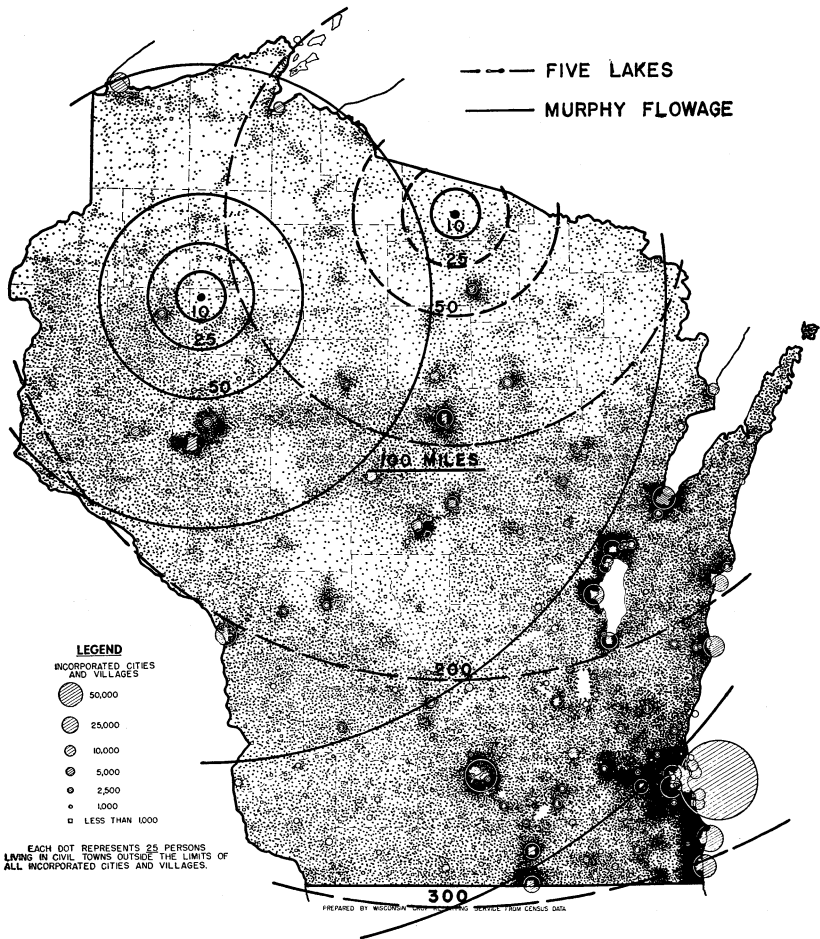 FIVE LAKES
MURPHY FLOWAGE
10
25
50
10
25
50
100 MILES
200
LEGEND
INCORPORATED CITIES
AND VILLAGES
50,000
25,000
10,000
5,000
2,500
1,000
LESS THAN 1,000
EACH DOT REPRESENTS 25 PERSONS
LIVING IN CIVIL TOWNS OUTSIDE THE LIMITS OF
ALL INCORPORATED CITIES AND VILLAGES.
300
PREPARED BY WISCONSIN CROP REPORTING SERVICE FROM CENSUS DATA